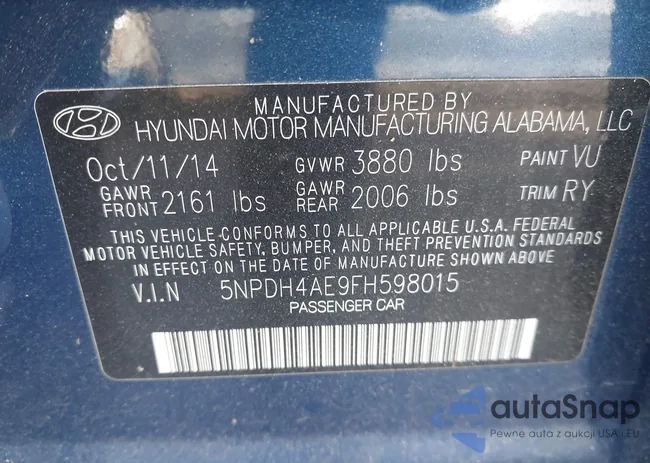 MANUFACTURED BY
HYUNDAI MOTOR MANUFACTURING ALABAMA, LLC
Oct/11/14 GVWR 3880 lbs PAINT VU
GAWR FRONT 2161 lbs GAWR REAR 2006 lbs TRIM RY
THIS VEHICLE CONFORMS TO ALL APPLICABLE U.S.A. FEDERAL
MOTOR VEHICLE SAFETY, BUMPER, AND THEFT PREVENTION STANDARDS
IN EFFECT ON THE DATE OF MANUFACTURE SHOWN ABOVE
V.I.N 5NPDH4AE9FH598015
PASSENGER CAR
autaSnap
Pewne auta z aukcji USA i EU